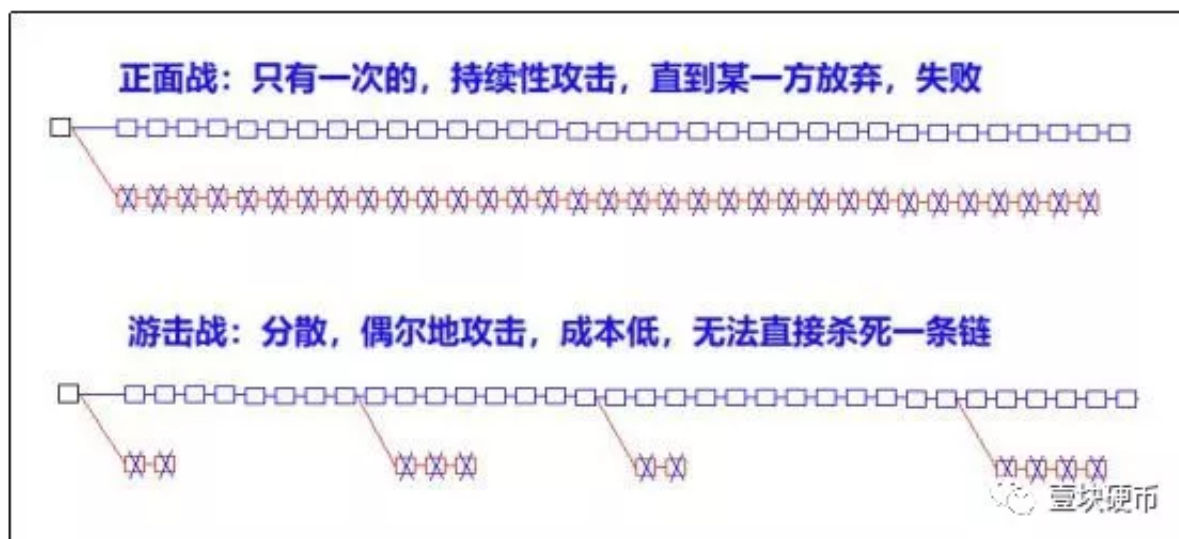 正面战：只有一次的，持续性攻击，直到某一方放弃，失败
游击战：分散，偶尔地攻击，成本低，无法直接杀死一条链
壹块硬币